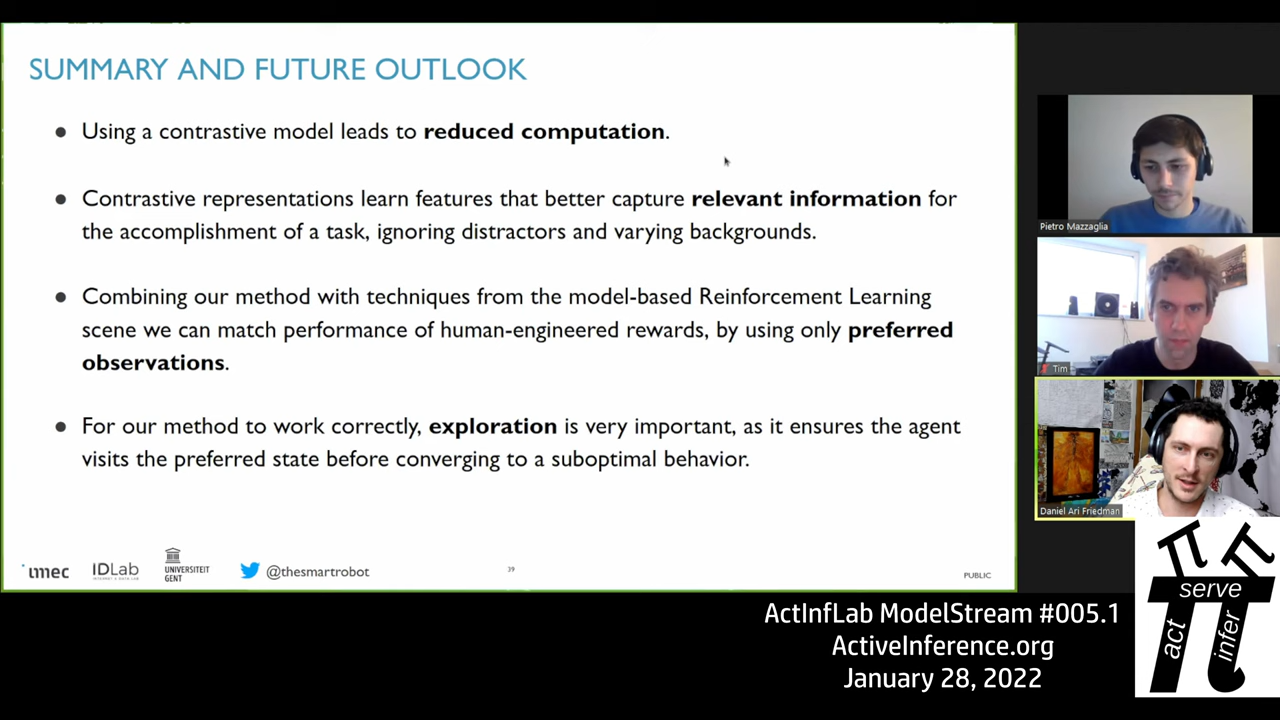 SUMMARY AND FUTURE OUTLOOK
● Using a contrastive model leads to reduced computation.
● Contrastive representations learn features that better capture relevant information for
the accomplishment of a task, ignoring distractors and varying backgrounds.
● Combining our method with techniques from the model-based Reinforcement Learning
scene we can match performance of human-engineered rewards, by using only preferred
observations.
● For our method to work correctly, exploration is very important, as it ensures the agent
visits the preferred state before converging to a suboptimal behavior.
imec
IDLab
INTERNET & DATA LAB
UNIVERSITEIT
GENT
@thesmartrobot
39
PUBLIC
Pietro Mazzaglia
Tim
Daniel Ari Friedman
ActInfLab ModelStream #005.1
ActiveInference.org
January 28, 2022
π π
serve
π
act
infer